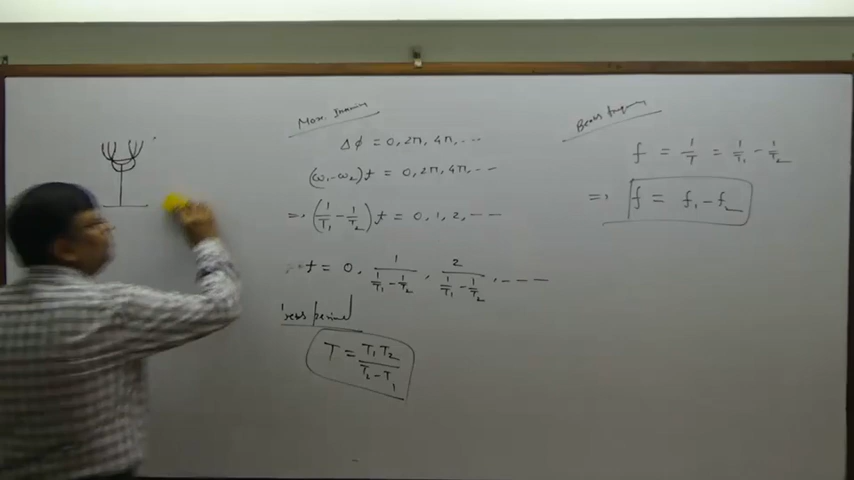 Max. Intensity
Δϕ = 0, 2π, 4π, ...
(ω₁-ω₂)t = 0, 2π, 4π, - -
=> (1/T₁ - 1/T₂)t = 0, 1, 2, - - -
t = 0, 1/(1/T₁ - 1/T₂), 2/(1/T₁ - 1/T₂), - - - -
period
T = T₁T₂/(T₂-T₁)
Beats frequency
f = 1/T = 1/T₁ - 1/T₂
=> f = f₁ - f₂